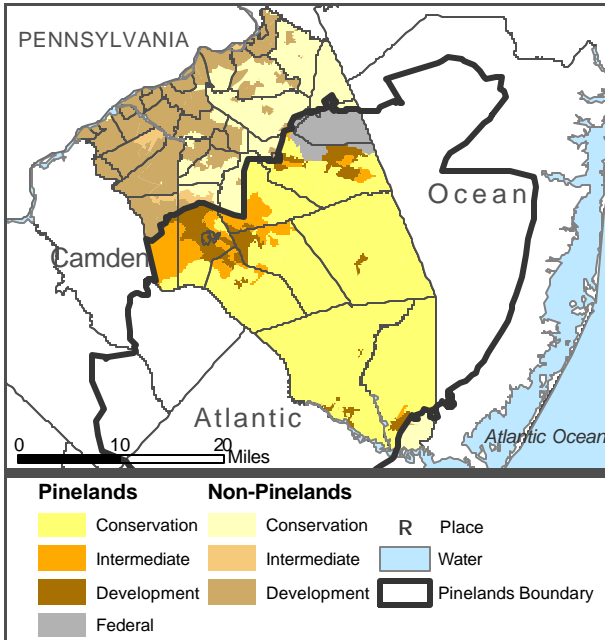 PENNSYLVANIA
Ocean
Camden
Atlantic
Atlantic Ocean
0 10 20
Miles
Pinelands Non-Pinelands
Conservation Conservation R Place
Intermediate Intermediate Water
Development Development Pinelands Boundary
Federal